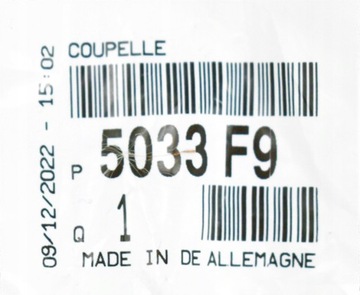 COUPELLE
P 5033 F9
Q 1
MADE IN DE ALLEMAGNE
09/12/2022 - 15:02